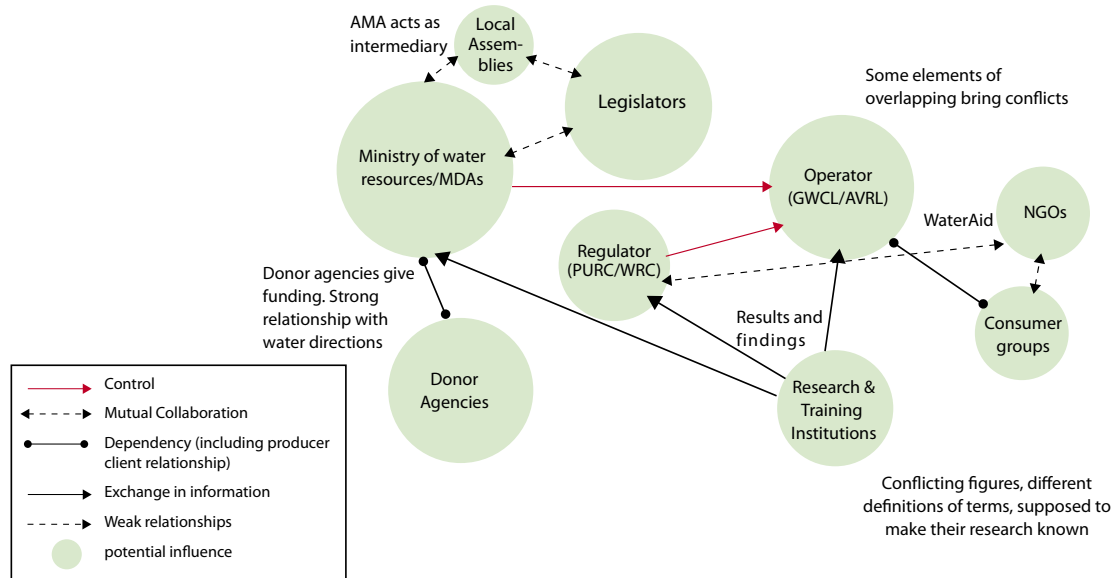 AMA acts as
intermediary
Local
Assem-
blies
Legislators
Some elements of
overlapping bring conflicts
Ministry of water
resources/MDAs
Operator
(GWCL/AVRL)
WaterAid
NGOs
Regulator
(PURC/WRC)
Donor agencies give
funding. Strong
relationship with
water directions
Results and
findings
Consumer
groups
Donor
Agencies
Research &
Training
Institutions
Control
Mutual Collaboration
Dependency (including producer
client relationship)
Exchange in information
Weak relationships
potential influence
Conflicting figures, different
definitions of terms, supposed to
make their research known